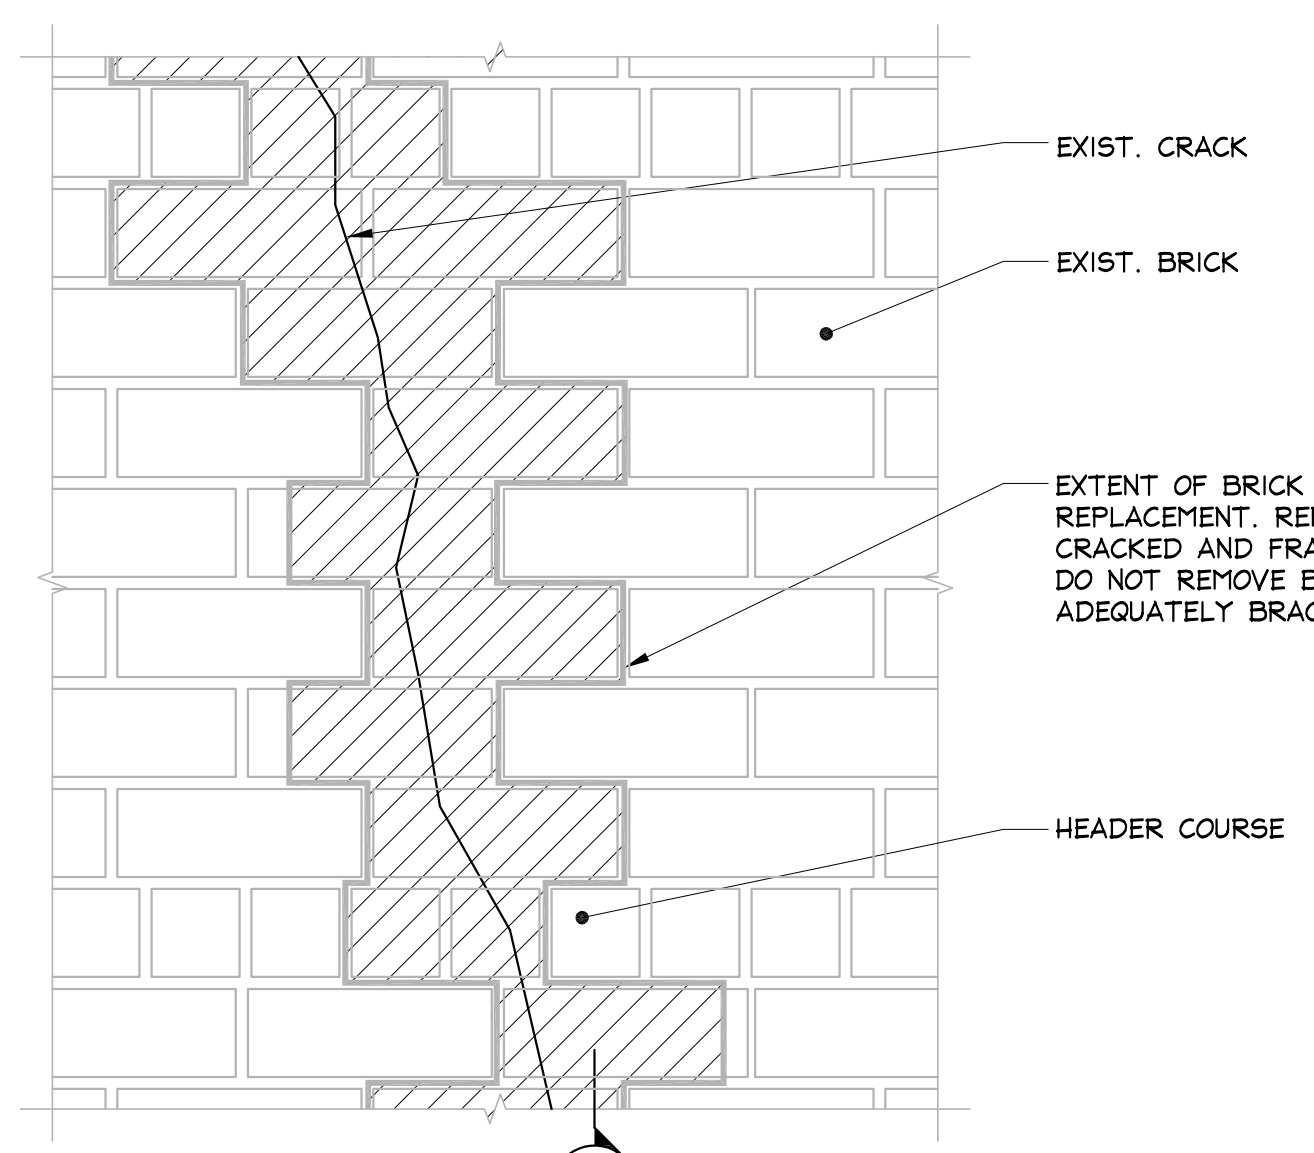 EXIST. CRACK
EXIST. BRICK
EXTENT OF BRICK
REPLACEMENT.
CRACKED AND
DO NOT REMOVE
ADEQUATELY
HEADER COURSE